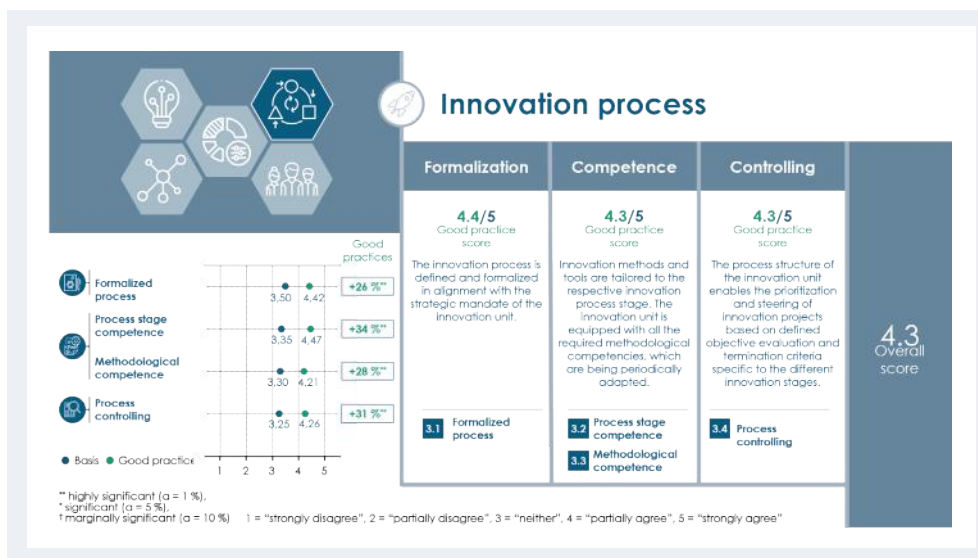 Innovation process
Formalization
4.4/5
Good practice
score
The innovation process is
defined and formalized
in alignment with the
strategic mandate of the
innovation unit.
3.1 Formalized
process
Competence
4.3/5
Good practice
score
Innovation methods and
tools are tailored to the
respective innovation
process stage. The
innovation unit is
equipped with all the
required methodological
competencies, which
are being periodically
adapted.
3.2 Process stage
competence
3.3 Methodological
competence
Controlling
4.3/5
Good practice
score
The process structure of
the innovation unit
enables the prioritization
and steering of
innovation projects
based on defined
objective evaluation and
termination criteria
specific to the different
innovation stages.
3.4 Process
controlling
4.3
Overall
score
Good
practices
Formalized
process
3,50 4,42
+26 %**
Process stage
competence
3,35 4,47
+34 %**
Methodological
competence
3,30 4,21
+28 %**
Process
controlling
3,25 4,26
+31 %**
Basis Good practice
1 2 3 4 5
** highly significant (a = 1 %),
* significant (a = 5 %),
† marginally significant (a = 10 %) 1 = "strongly disagree", 2 = "partially disagree", 3 = "neither", 4 = "partially agree", 5 = "strongly agree"